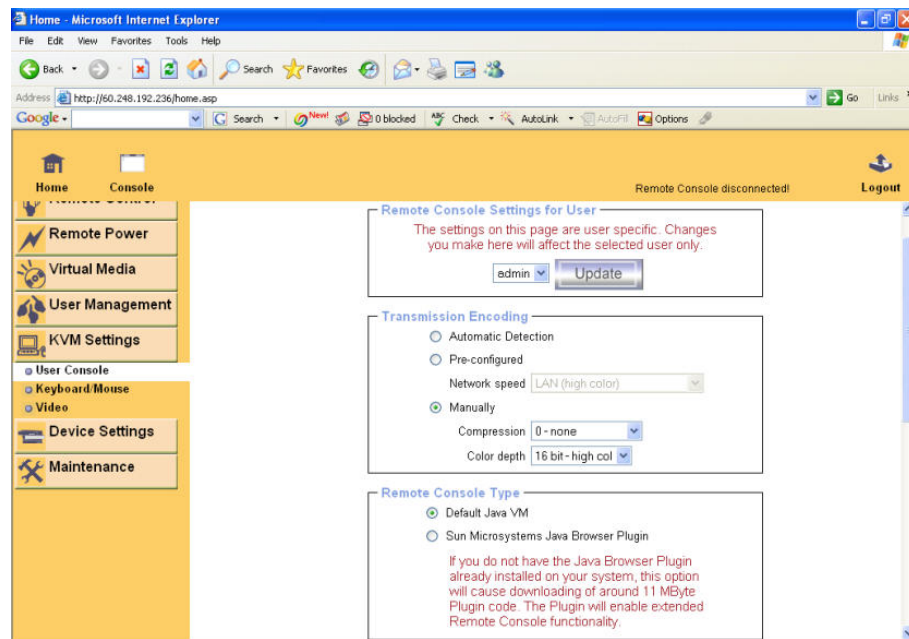 Home - Microsoft Internet Explorer
File Edit View Favorites Tools Help
Back Search Favorites
Address http://60.248.192.236/home.asp Go Links
Google Search New! 0 blocked ABC Check AutoLink AutoFill Options
Home Console Remote Console disconnected! Logout
Remote Control
Remote Power
Virtual Media
User Management
KVM Settings
User Console
Keyboard/Mouse
Video
Device Settings
Maintenance
Remote Console Settings for User
The settings on this page are user specific. Changes
you make here will affect the selected user only.
admin Update
Transmission Encoding
Automatic Detection
Pre-configured
Network speed LAN (high color)
Manually
Compression 0 - none
Color depth 16 bit - high col
Remote Console Type
Default Java VM
Sun Microsystems Java Browser Plugin
If you do not have the Java Browser Plugin
already installed on your system, this option
will cause downloading of around 11 MByte
Plugin code. The Plugin will enable extended
Remote Console functionality.